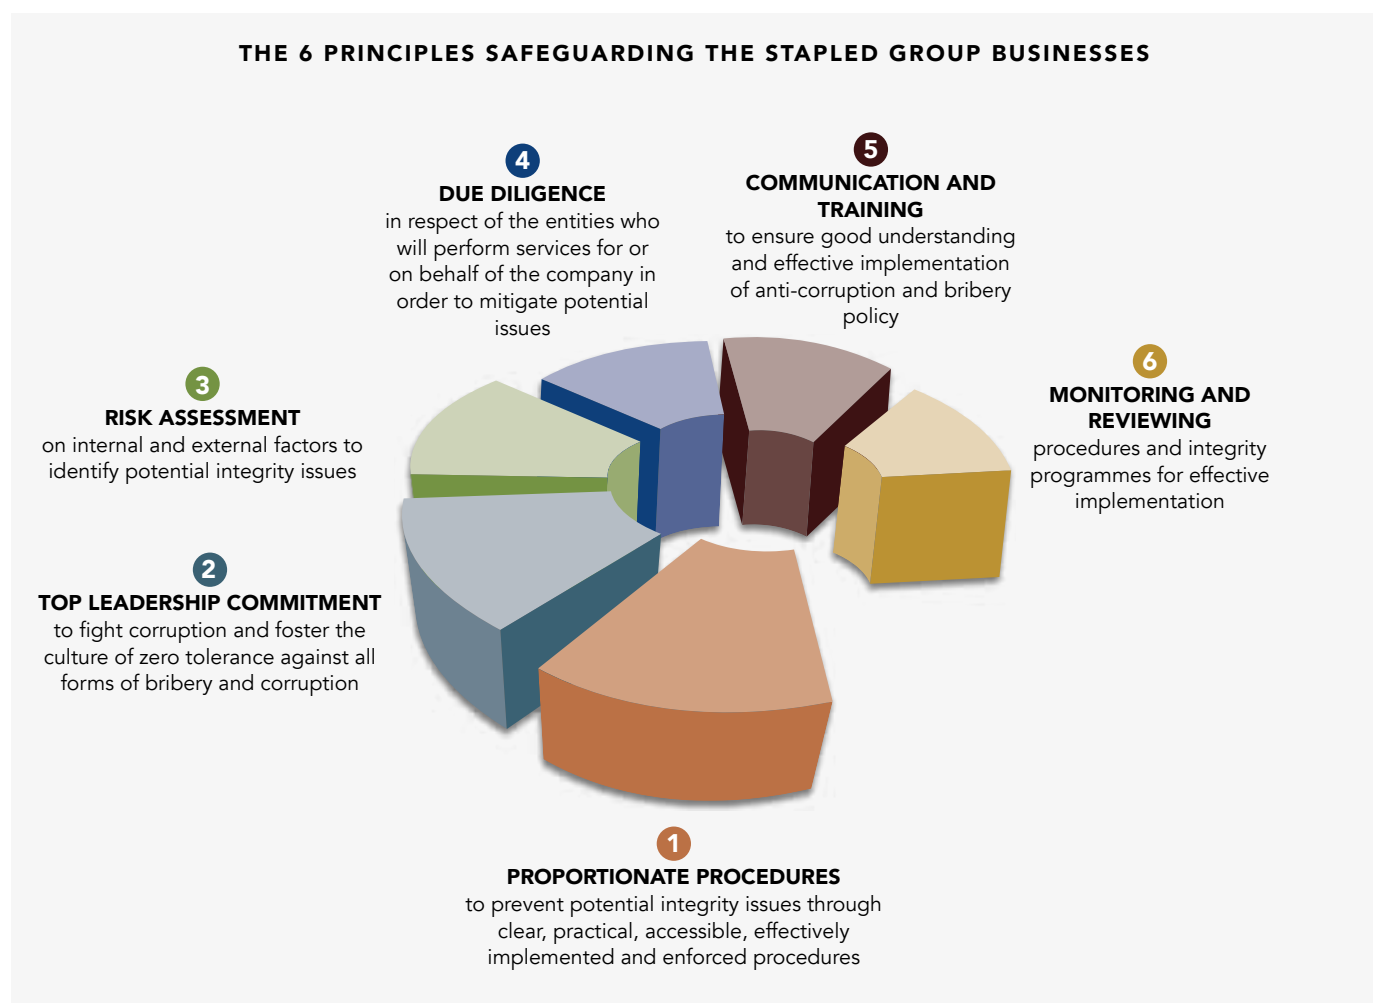 THE 6 PRINCIPLES SAFEGUARDING THE STAPLED GROUP BUSINESSES
4
DUE DILIGENCE
in respect of the entities who
will perform services for or
on behalf of the company in
order to mitigate potential
issues
5
COMMUNICATION AND
TRAINING
to ensure good understanding
and effective implementation
of anti-corruption and bribery
policy
3
RISK ASSESSMENT
on internal and external factors to
identify potential integrity issues
6
MONITORING AND
REVIEWING
procedures and integrity
programmes for effective
implementation
2
TOP LEADERSHIP COMMITMENT
to fight corruption and foster the
culture of zero tolerance against all
forms of bribery and corruption
1
PROPORTIONATE PROCEDURES
to prevent potential integrity issues through
clear, practical, accessible, effectively
implemented and enforced procedures